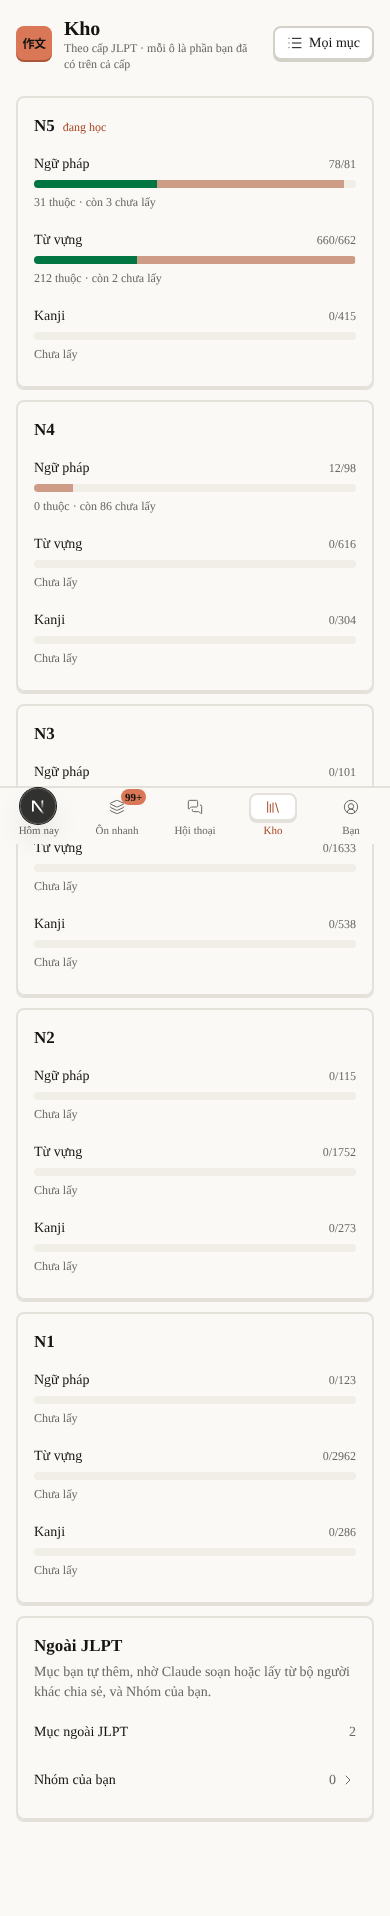 作文
Kho
Theo cấp JLPT · mỗi ô là phần bạn đã
có trên cả cấp
Mọi mục
N5 đang học
Ngữ pháp 78/81
31 thuộc · còn 3 chưa lấy
Từ vựng 660/662
212 thuộc · còn 2 chưa lấy
Kanji 0/415
Chưa lấy
N4
Ngữ pháp 12/98
0 thuộc · còn 86 chưa lấy
Từ vựng 0/616
Chưa lấy
Kanji 0/304
Chưa lấy
N3
Ngữ pháp 0/101
N
99+
Hôm nay Ôn nhanh Hội thoại Kho Bạn
Từ vựng 0/1633
Chưa lấy
Kanji 0/538
Chưa lấy
N2
Ngữ pháp 0/115
Chưa lấy
Từ vựng 0/1752
Chưa lấy
Kanji 0/273
Chưa lấy
N1
Ngữ pháp 0/123
Chưa lấy
Từ vựng 0/2962
Chưa lấy
Kanji 0/286
Chưa lấy
Ngoài JLPT
Mục bạn tự thêm, nhờ Claude soạn hoặc lấy từ bộ người
khác chia sẻ, và Nhóm của bạn.
Mục ngoài JLPT 2
Nhóm của bạn 0